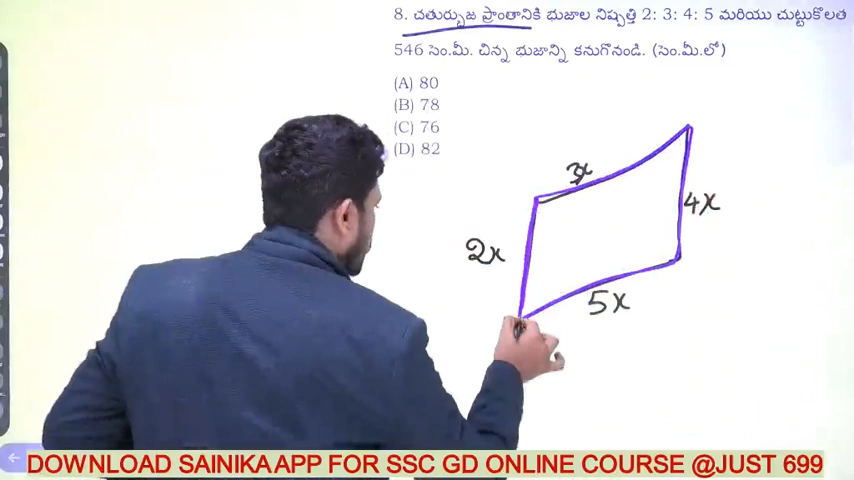 8. చతుర్భుజ ప్రాంతానికి భుజాల నిష్పత్తి 2: 3: 4: 5 మరియు చుట్టుకొలత
546 సెం.మీ. చిన్న భుజాన్ని కనుగొనండి. (సెం.మీ.లో)
(A) 80
(B) 78
(C) 76
(D) 82
3x
4x
2x
5x
DOWNLOAD SAINIKA APP FOR SSC GD ONLINE COURSE @JUST 699